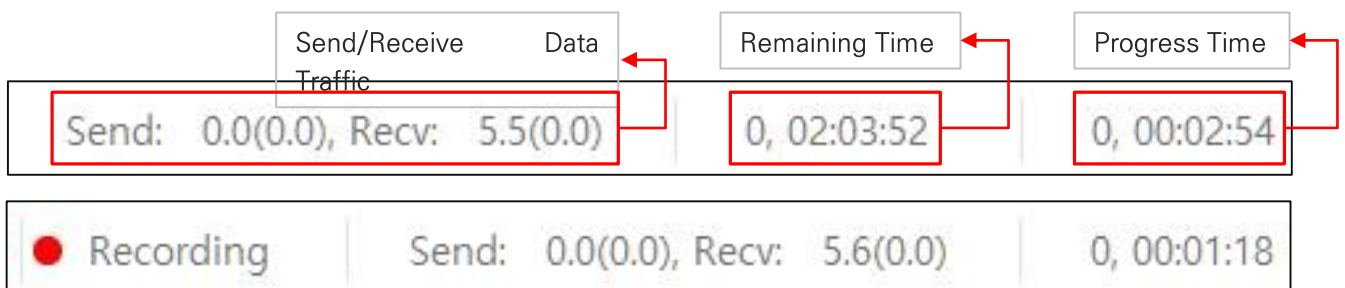 Send/Receive Data
Traffic
Remaining Time
Progress Time
Send: 0.0(0.0), Recv: 5.5(0.0)
0, 02:03:52
0, 00:02:54
Recording
Send: 0.0(0.0), Recv: 5.6(0.0)
0, 00:01:18